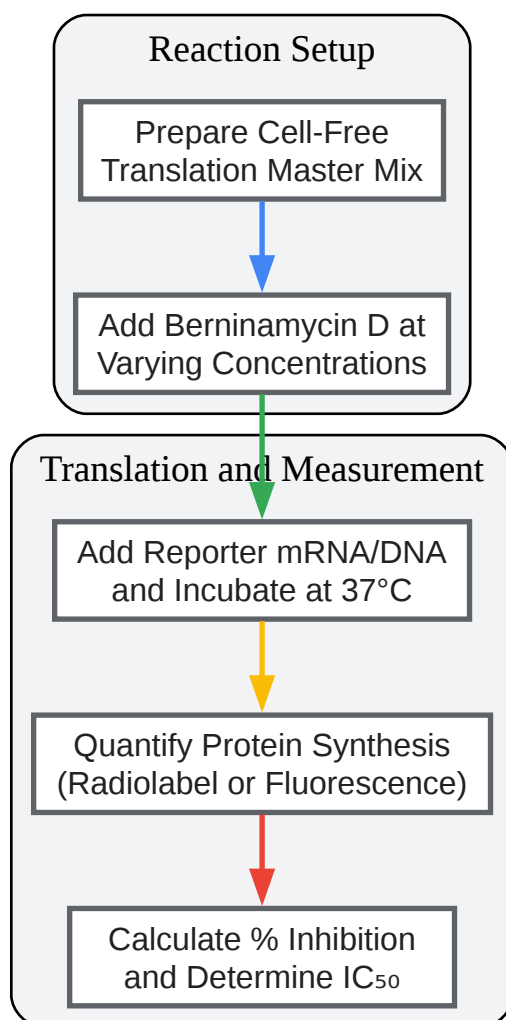 Reaction Setup
Prepare Cell-Free
Translation Master Mix
Add Berninamycin D at
Varying Concentrations
Translation and Measurement
Add Reporter mRNA/DNA
and Incubate at 37°C
Quantify Protein Synthesis
(Radiolabel or Fluorescence)
Calculate % Inhibition
and Determine IC₅₀